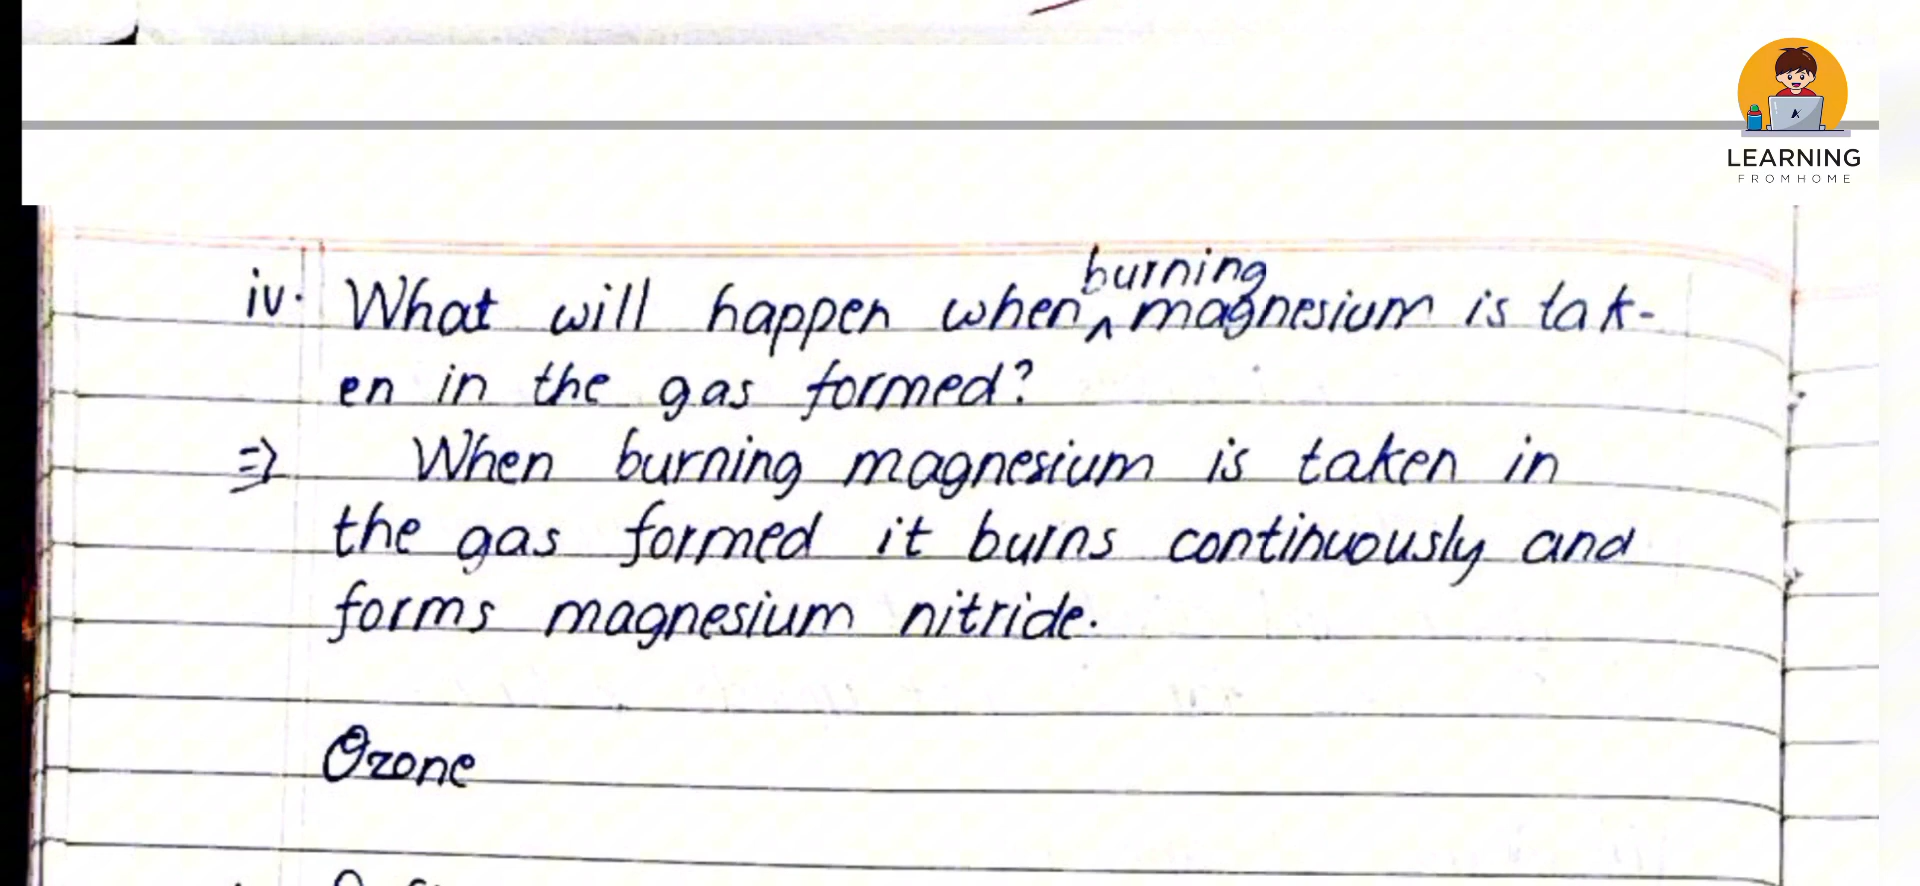 LEARNING
FROMHOME
iv. What will happen when ^ burning magnesium is tak-
en in the gas formed?
=> When burning magnesium is taken in
the gas formed it burns continuously and
forms magnesium nitride.
Ozone